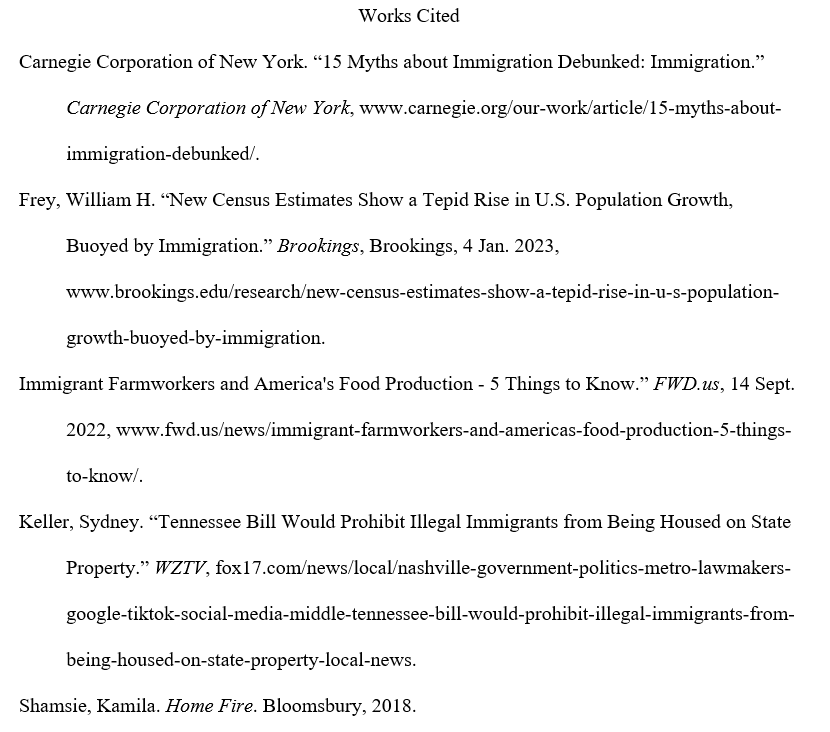 Works Cited
Carnegie Corporation of New York. “15 Myths about Immigration Debunked: Immigration.”
Carnegie Corporation of New York, www.carnegie.org/our-work/article/15-myths-about-
immigration-debunked/.
Frey, William H. “New Census Estimates Show a Tepid Rise in U.S. Population Growth,
Buoyed by Immigration.” Brookings, Brookings, 4 Jan. 2023,
www.brookings.edu/research/new-census-estimates-show-a-tepid-rise-in-u-s-population-
growth-buoyed-by-immigration.
Immigrant Farmworkers and America's Food Production - 5 Things to Know.” FWD.us, 14 Sept.
2022, www.fwd.us/news/immigrant-farmworkers-and-americas-food-production-5-things-
to-know/.
Keller, Sydney. “Tennessee Bill Would Prohibit Illegal Immigrants from Being Housed on State
Property.” WZTV, fox17.com/news/local/nashville-government-politics-metro-lawmakers-
google-tiktok-social-media-middle-tennessee-bill-would-prohibit-illegal-immigrants-from-
being-housed-on-state-property-local-news.
Shamsie, Kamila. Home Fire. Bloomsbury, 2018.